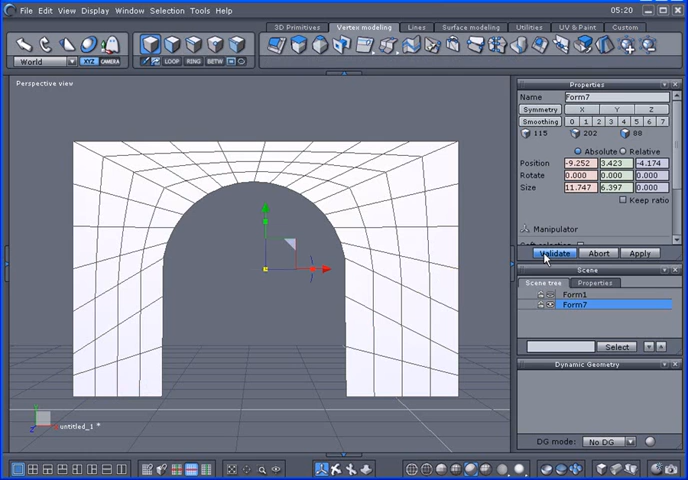 File Edit View Display Window Selection Tools Help 05:20
3D Primitives Vertex modeling Lines Surface modeling Utilities UV & Paint Custom
World XYZ CAMERA LOOP RING BETW
Perspective view
Properties
Name Form7
Symmetry X Y Z
Smoothing 0 1 2 3 4 5 6 7
115 202 88
Absolute Relative
Position -9.252 3.423 -4.174
Rotate 0.000 0.000 0.000
Size 11.747 6.397 0.000
Keep ratio
Manipulator
Soft selection
Validate Abort Apply
Scene
Scene tree Properties
Form1
Form7
Select
Dynamic Geometry
untitled_1 *
DG mode: No DG